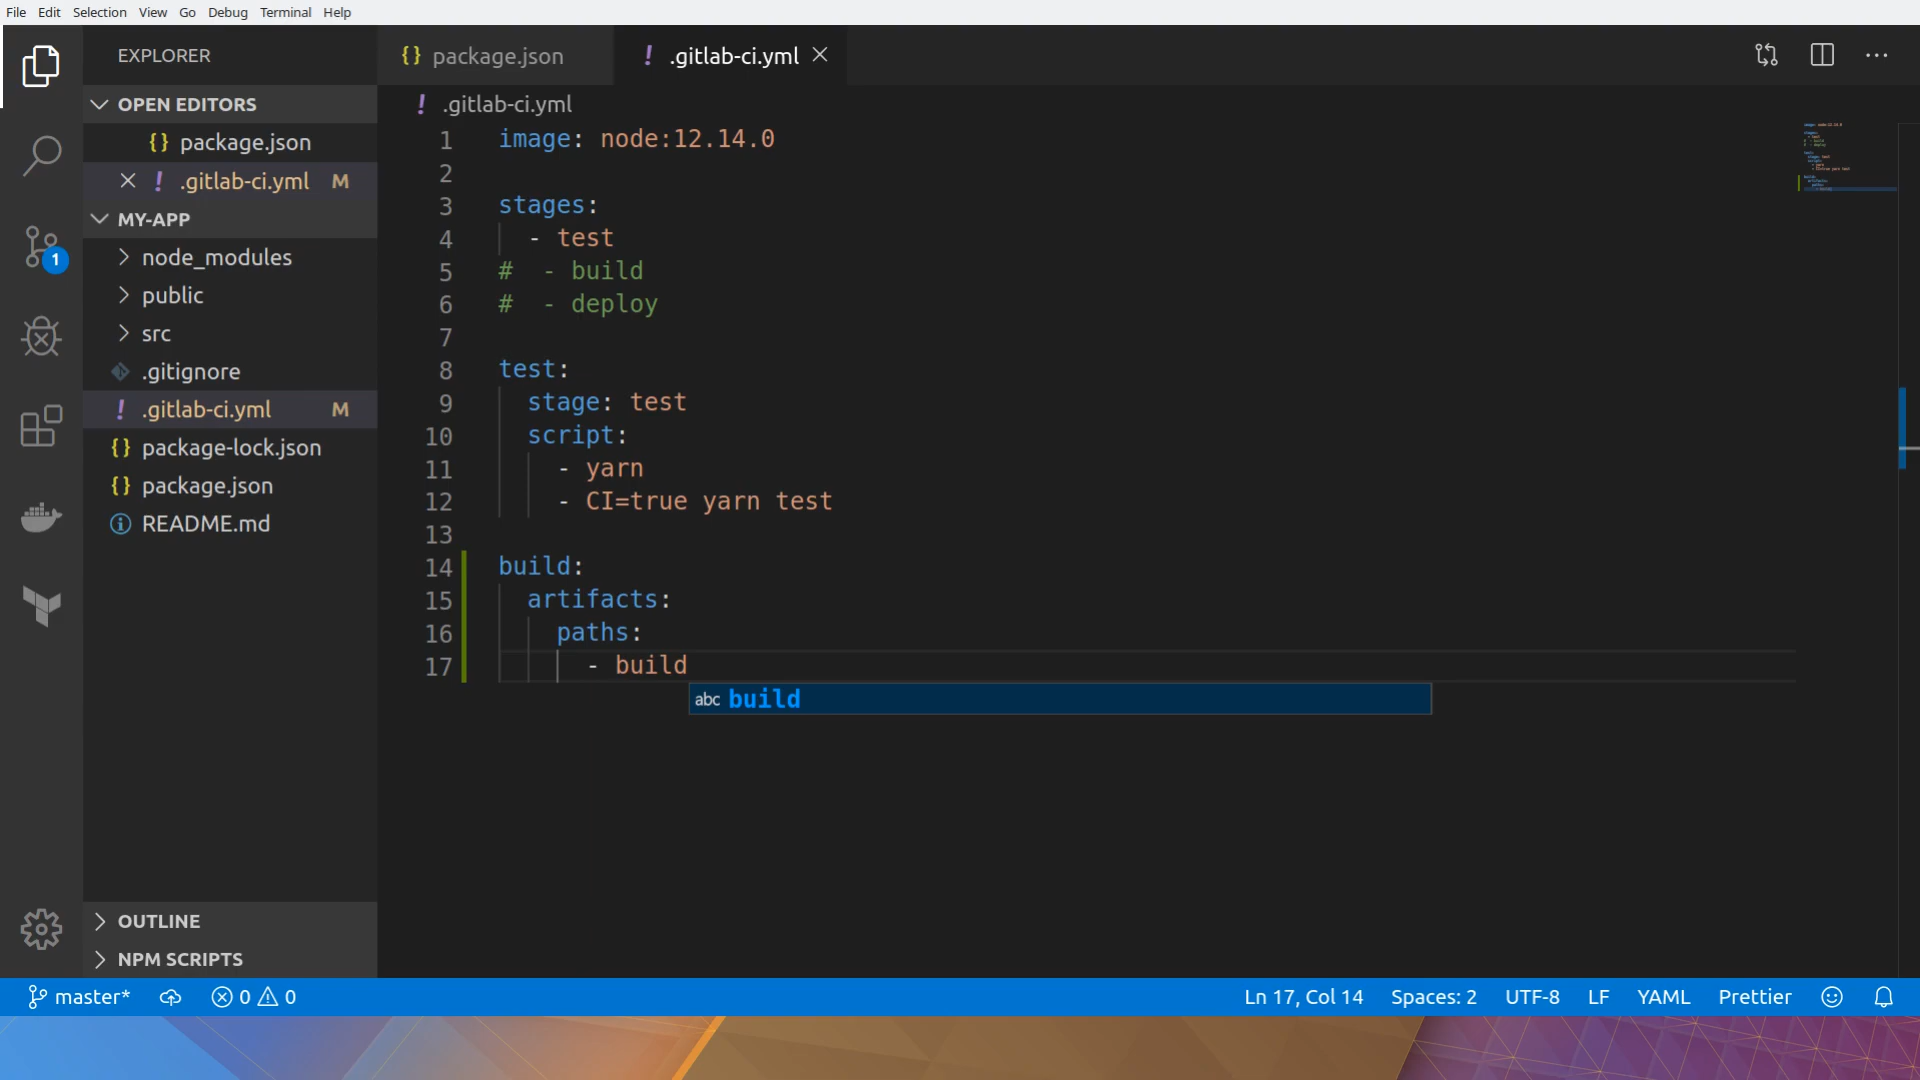 File Edit Selection View Go Debug Terminal Help
EXPLORER
OPEN EDITORS
{} package.json
! .gitlab-ci.yml M
MY-APP
node_modules
public
src
.gitignore
! .gitlab-ci.yml M
{} package-lock.json
{} package.json
README.md
OUTLINE
NPM SCRIPTS
1
{} package.json
! .gitlab-ci.yml
! .gitlab-ci.yml
1 image: node:12.14.0
2
3 stages:
4   - test
5 #  - build
6 #  - deploy
7
8 test:
9   stage: test
10   script:
11     - yarn
12     - CI=true yarn test
13
14 build:
15   artifacts:
16     paths:
17       - build
abc build
master* 0 0 Ln 17, Col 14 Spaces: 2 UTF-8 LF YAML Prettier